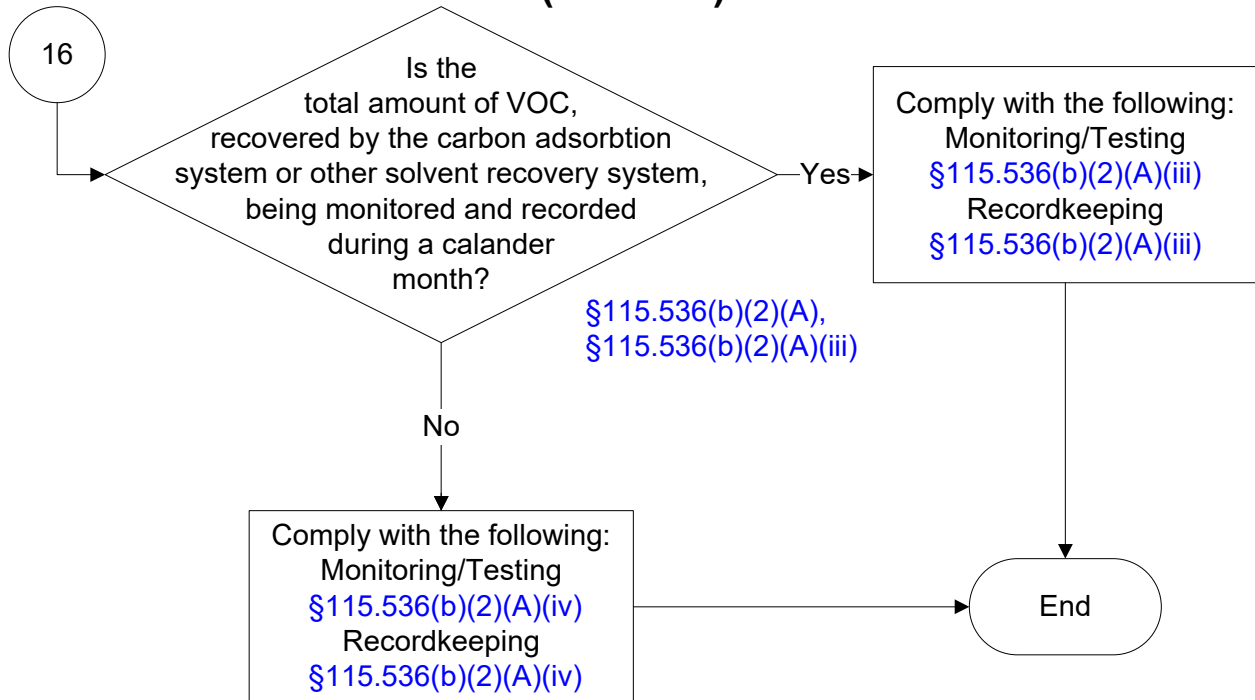 16
Is the
total amount of VOC,
recovered by the carbon adsorbtion
system or other solvent recovery system,
being monitored and recorded
during a calander
month?
Yes
Comply with the following:
Monitoring/Testing
§115.536(b)(2)(A)(iii)
Recordkeeping
§115.536(b)(2)(A)(iii)
§115.536(b)(2)(A),
§115.536(b)(2)(A)(iii)
No
Comply with the following:
Monitoring/Testing
§115.536(b)(2)(A)(iv)
Recordkeeping
§115.536(b)(2)(A)(iv)
End